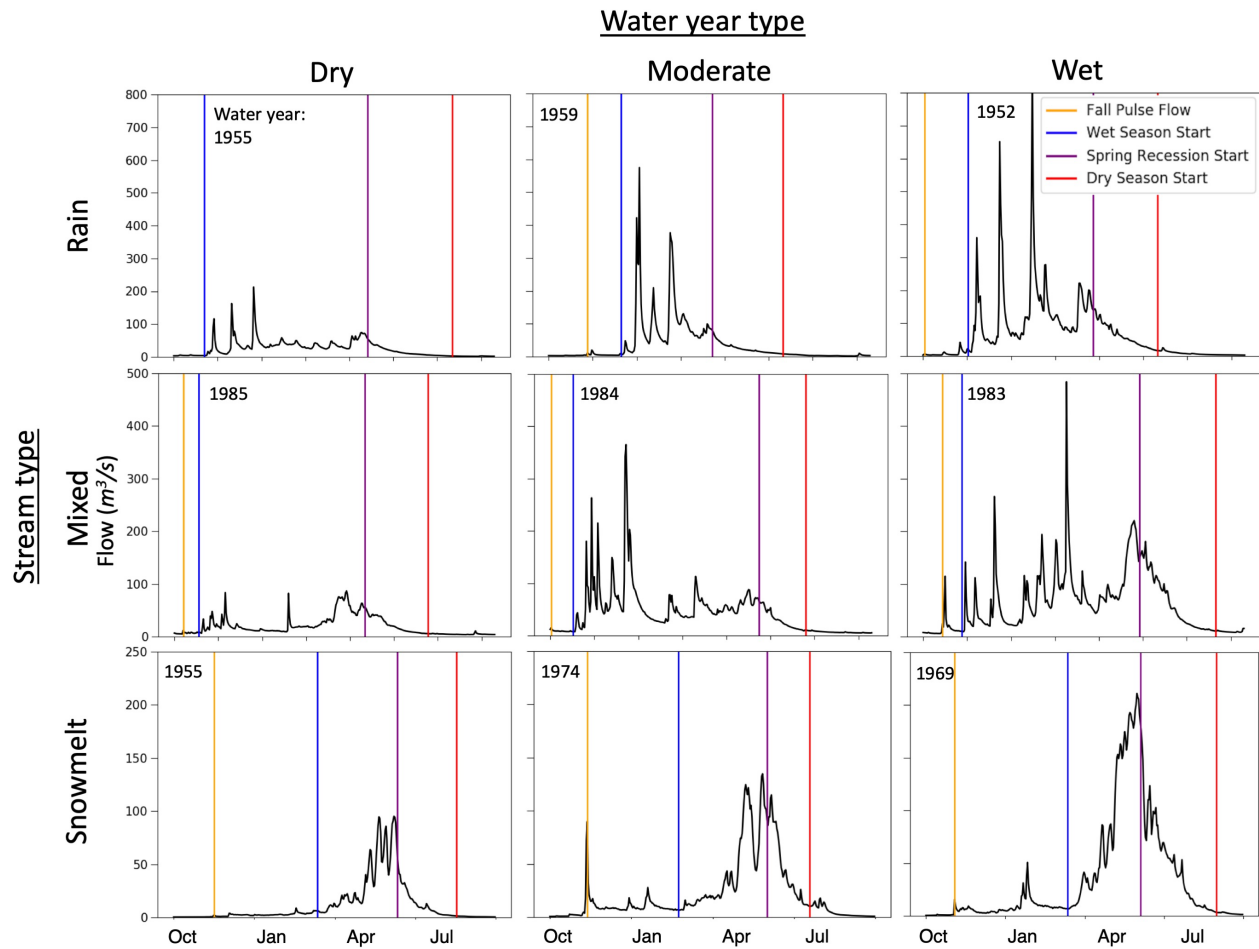 Water year type
Dry
Moderate
Wet
Stream type
Rain
800
700
600
500
400
300
200
100
0
Water year:
1955
1959
1952
Fall Pulse Flow
Wet Season Start
Spring Recession Start
Dry Season Start
Mixed
Flow (m³/s)
500
400
300
200
100
0
1985
1984
1983
Snowmelt
250
200
150
100
50
0
1955
1974
1969
Oct Jan Apr Jul
Oct Jan Apr Jul
Oct Jan Apr Jul